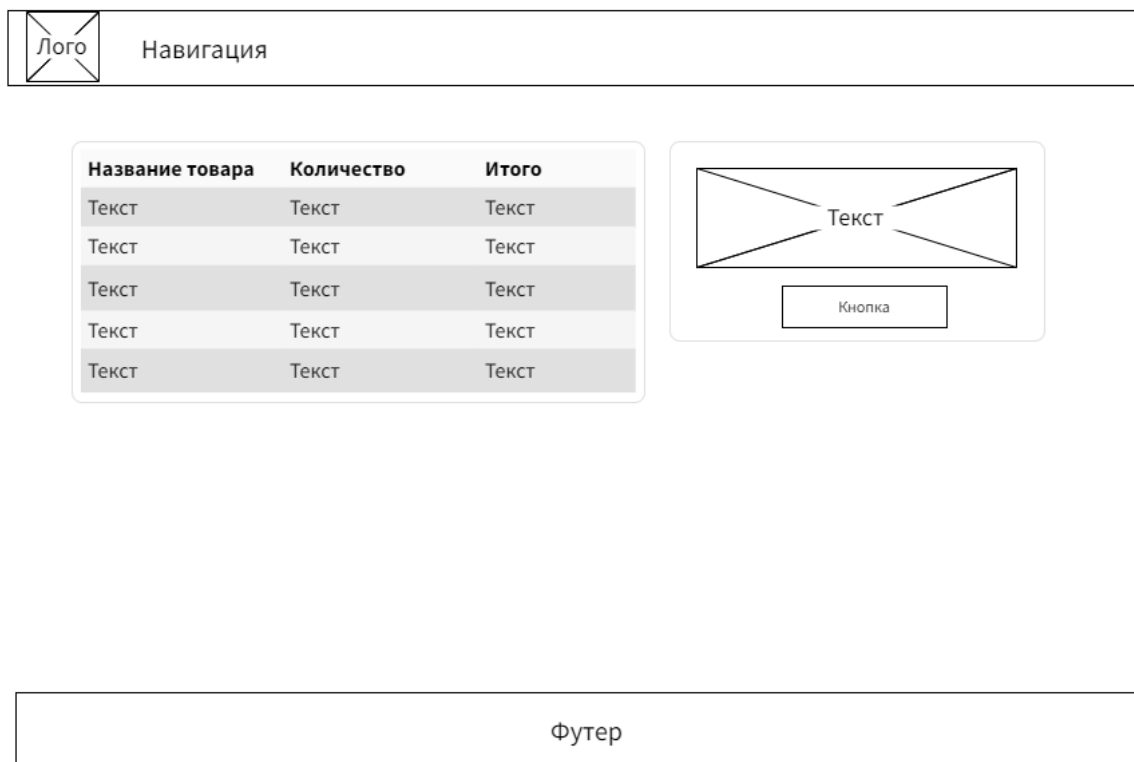 Лого
Навигация
Название товара Количество Итого
Текст Текст Текст
Текст Текст Текст
Текст Текст Текст
Текст Текст Текст
Текст Текст Текст
Текст
Кнопка
Футер